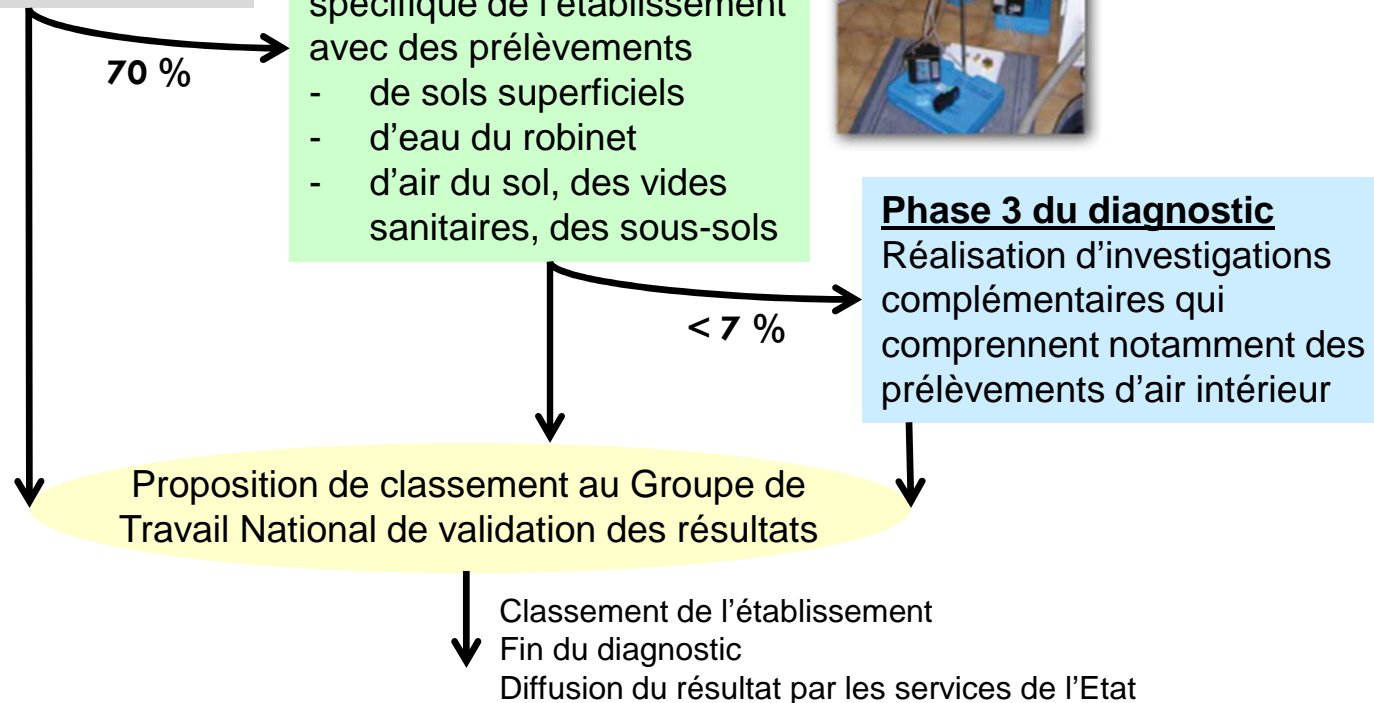 spécifique de l'établissement
avec des prélèvements
- de sols superficiels
- d'eau du robinet
- d'air du sol, des vides
sanitaires, des sous-sols
70 %
Phase 3 du diagnostic
Réalisation d'investigations
complémentaires qui
comprennent notamment des
prélèvements d'air intérieur
< 7 %
Proposition de classement au Groupe de
Travail National de validation des résultats
Classement de l'établissement
Fin du diagnostic
Diffusion du résultat par les services de l'Etat